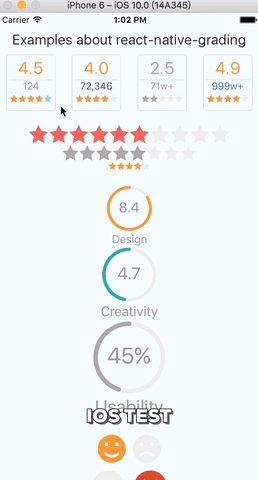 iPhone 6 – iOS 10.0 (14A345)
Carrier 1:02 PM
Examples about react-native-grading
4.5 4.0 2.5 4.9
124 72,346 71w+ 999w+
8.4
Design
4.7
Creativity
45%
Usability
IOS TEST